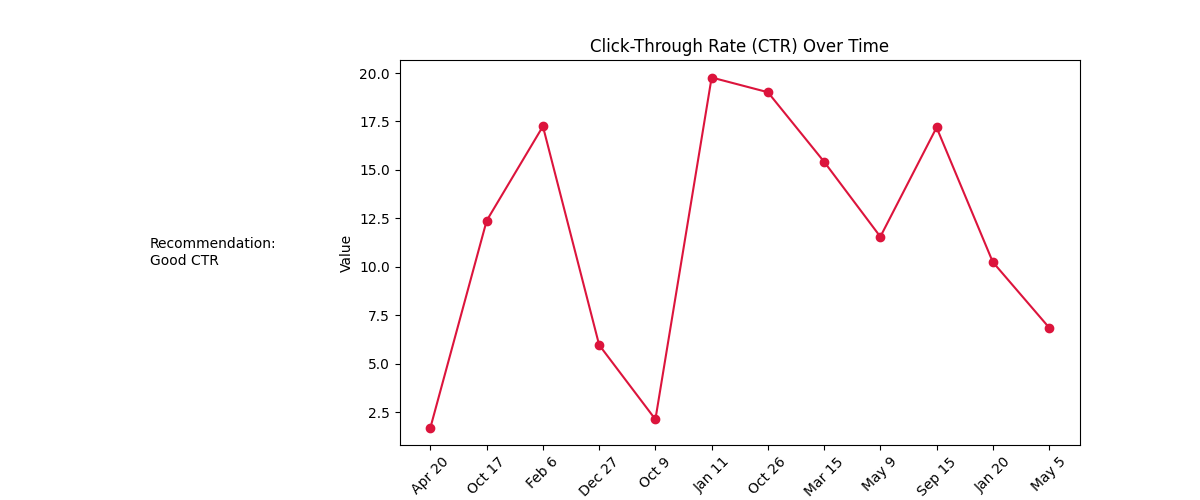 Click-Through Rate (CTR) Over Time
Recommendation:
Good CTR
Value
20.0
17.5
15.0
12.5
10.0
7.5
5.0
2.5
Apr 20
Oct 17
Feb 6
Dec 27
Oct 9
Jan 11
Oct 26
Mar 15
May 9
Sep 15
Jan 20
May 5